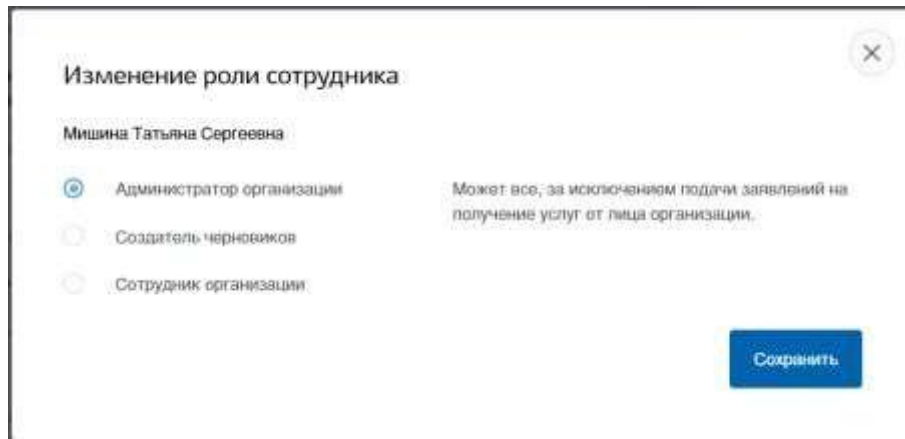 Изменение роли сотрудника
Мишина Татьяна Сергеевна
Администратор организации
Может все, за исключением подачи заявлений на
получение услуг от лица организации.
Создатель черновиков
Сотрудник организации
Сохранить